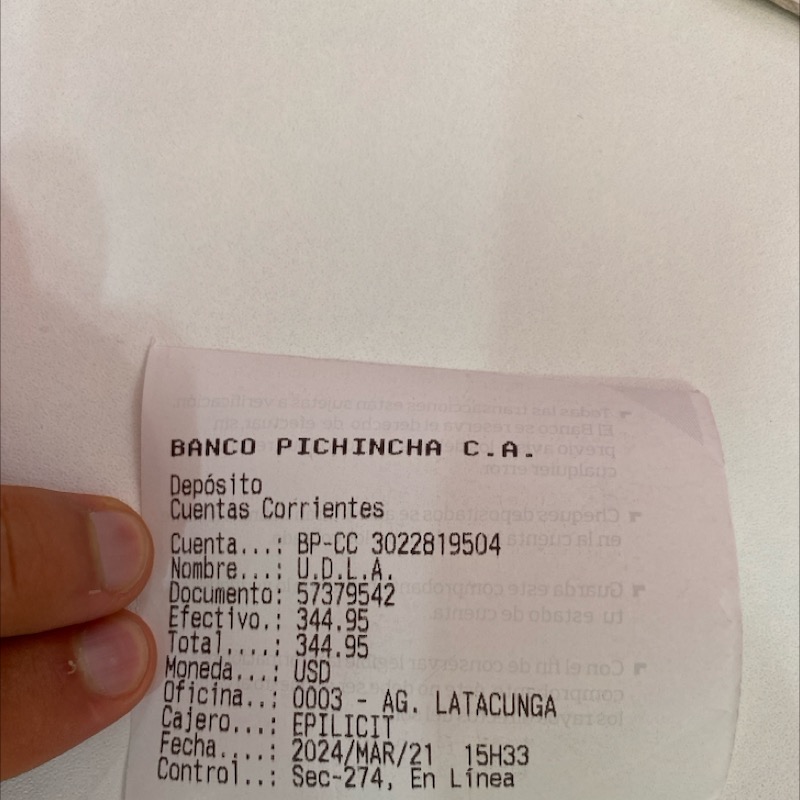 BANCO PICHINCHA C.A.
Depósito
Cuentas Corrientes
Cuenta...: BP-CC 3022819504
Nombre...: U.D.L.A.
Documento: 57379542
Efectivo.: 344.95
Total....: 344.95
Moneda...: USD
Oficina..: 0003 - AG. LATACUNGA
Cajero...: EPILICIT
Fecha....: 2024/MAR/21 15H33
Control..: Sec-274, En Línea